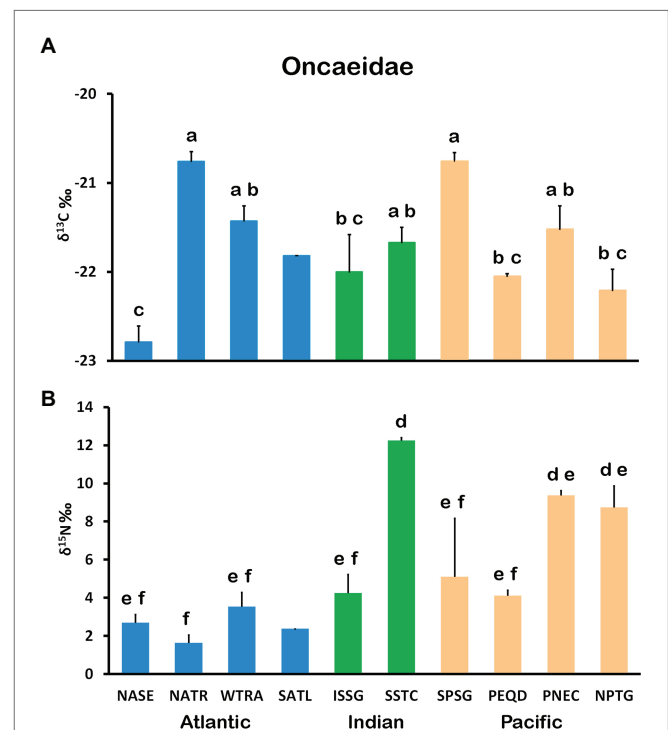 A
Oncaeidae
-20
-21
-22
-23
δ13C ‰
c
a
a b
b c
a b
a
b c
a b
b c
B
14
12
10
8
6
4
2
0
δ15N ‰
e f
f
e f
e f
d
e f
e f
d e
d e
NASE NATR WTRA SATL ISSG SSTC SPSG PEQD PNEC NPTG
Atlantic Indian Pacific